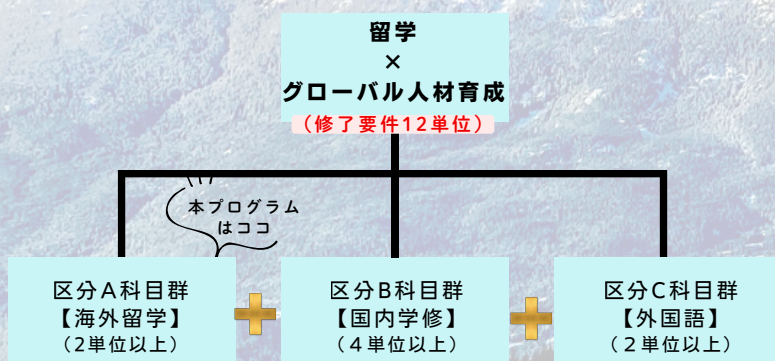 留学
×
グローバル人材育成
（修了要件12単位）
本プログラム
はココ
区分A科目群
【海外留学】
（2単位以上）
区分B科目群
【国内学修】
（４単位以上）
区分C科目群
【外国語】
（２単位以上）